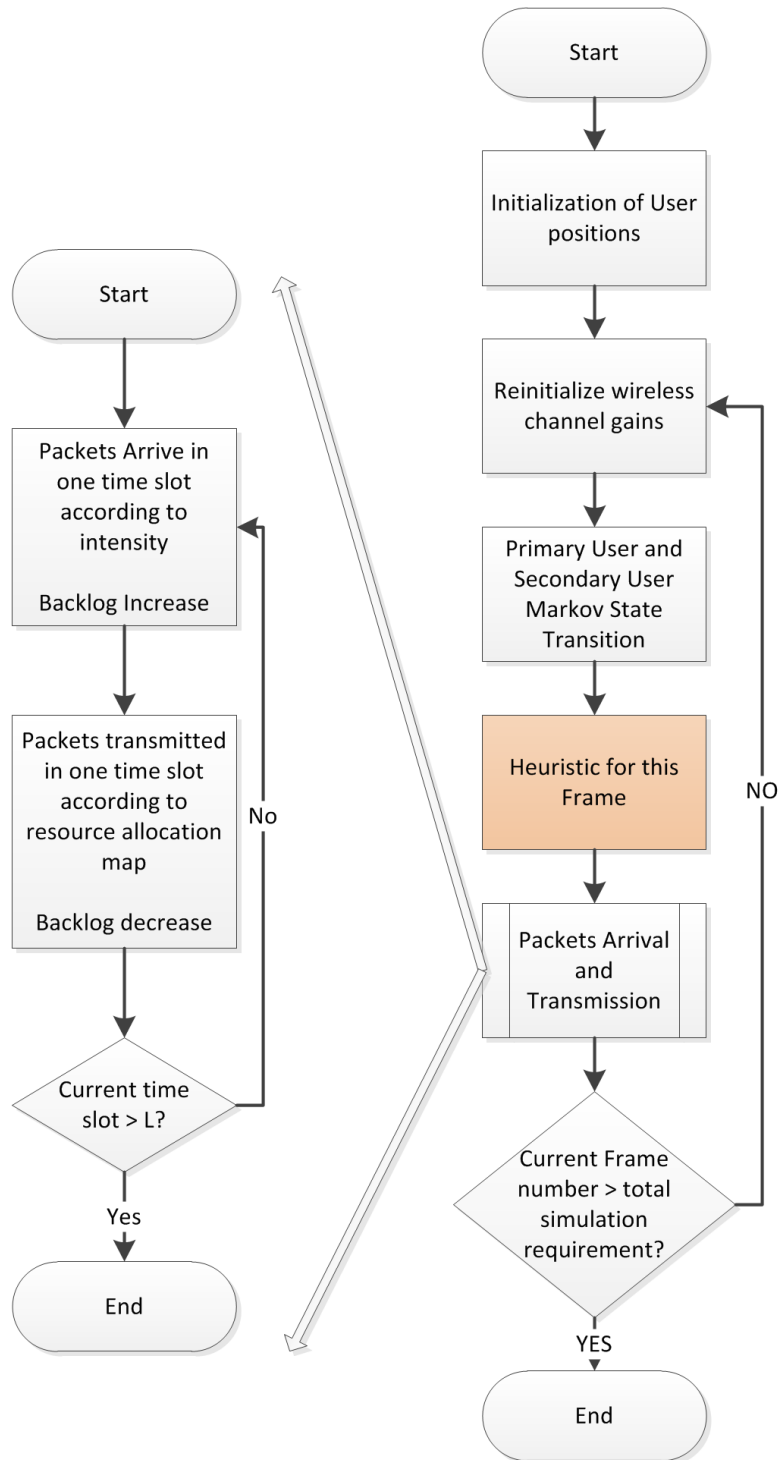 Start
Packets Arrive in
one time slot
according to
intensity
Backlog Increase
Packets transmitted
in one time slot
according to
resource allocation
map
Backlog decrease
No
Current time
slot > L?
Yes
End
Start
Initialization of User
positions
Reinitialize wireless
channel gains
Primary User and
Secondary User
Markov State
Transition
Heuristic for this
Frame
NO
Packets Arrival
and
Transmission
Current Frame
number > total
simulation
requirement?
YES
End